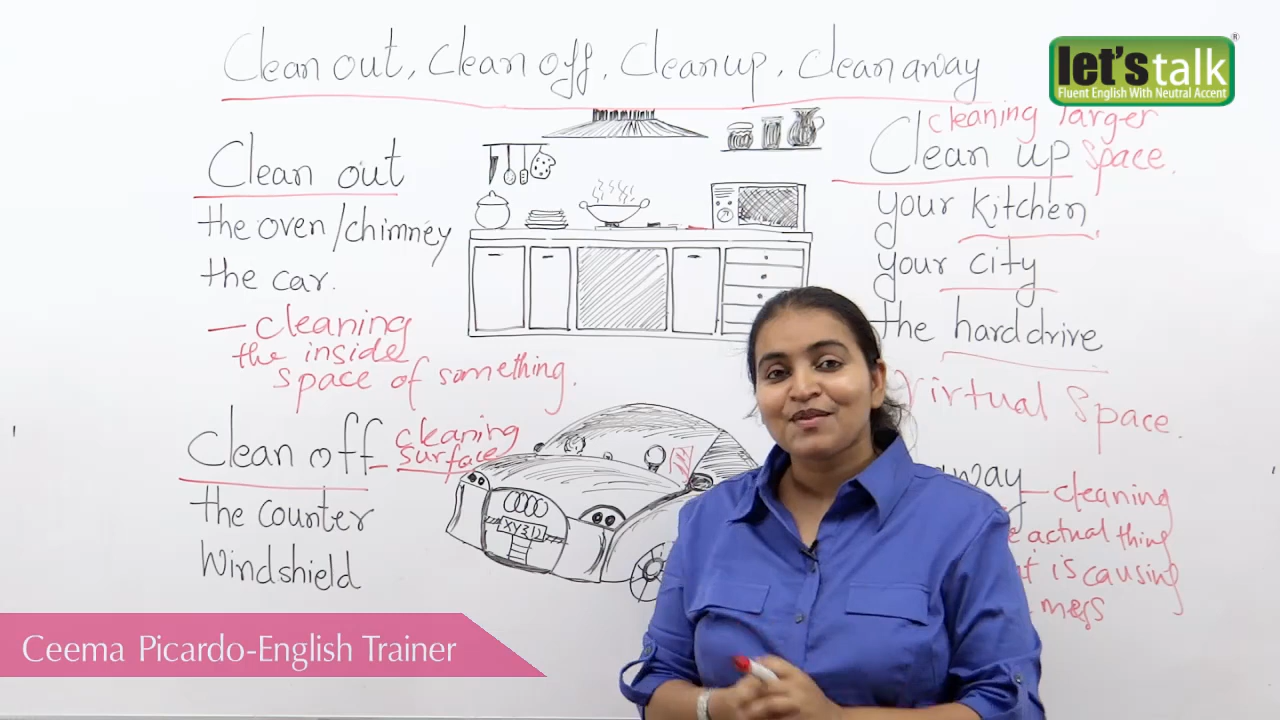 Clean out, Clean off, Clean up, Clean away
let's talk
®
Fluent English With Neutral Accent
Clean out
the oven/chimney
the car.
— cleaning
the inside
space of something.
Clean off — cleaning
surface
the counter
Windshield
XY312
cleaning larger
Clean up space.
your kitchen
your city
the harddrive
Virtual Space.
away — cleaning
actual thing
is causing
mess
Ceema Picardo-English Trainer